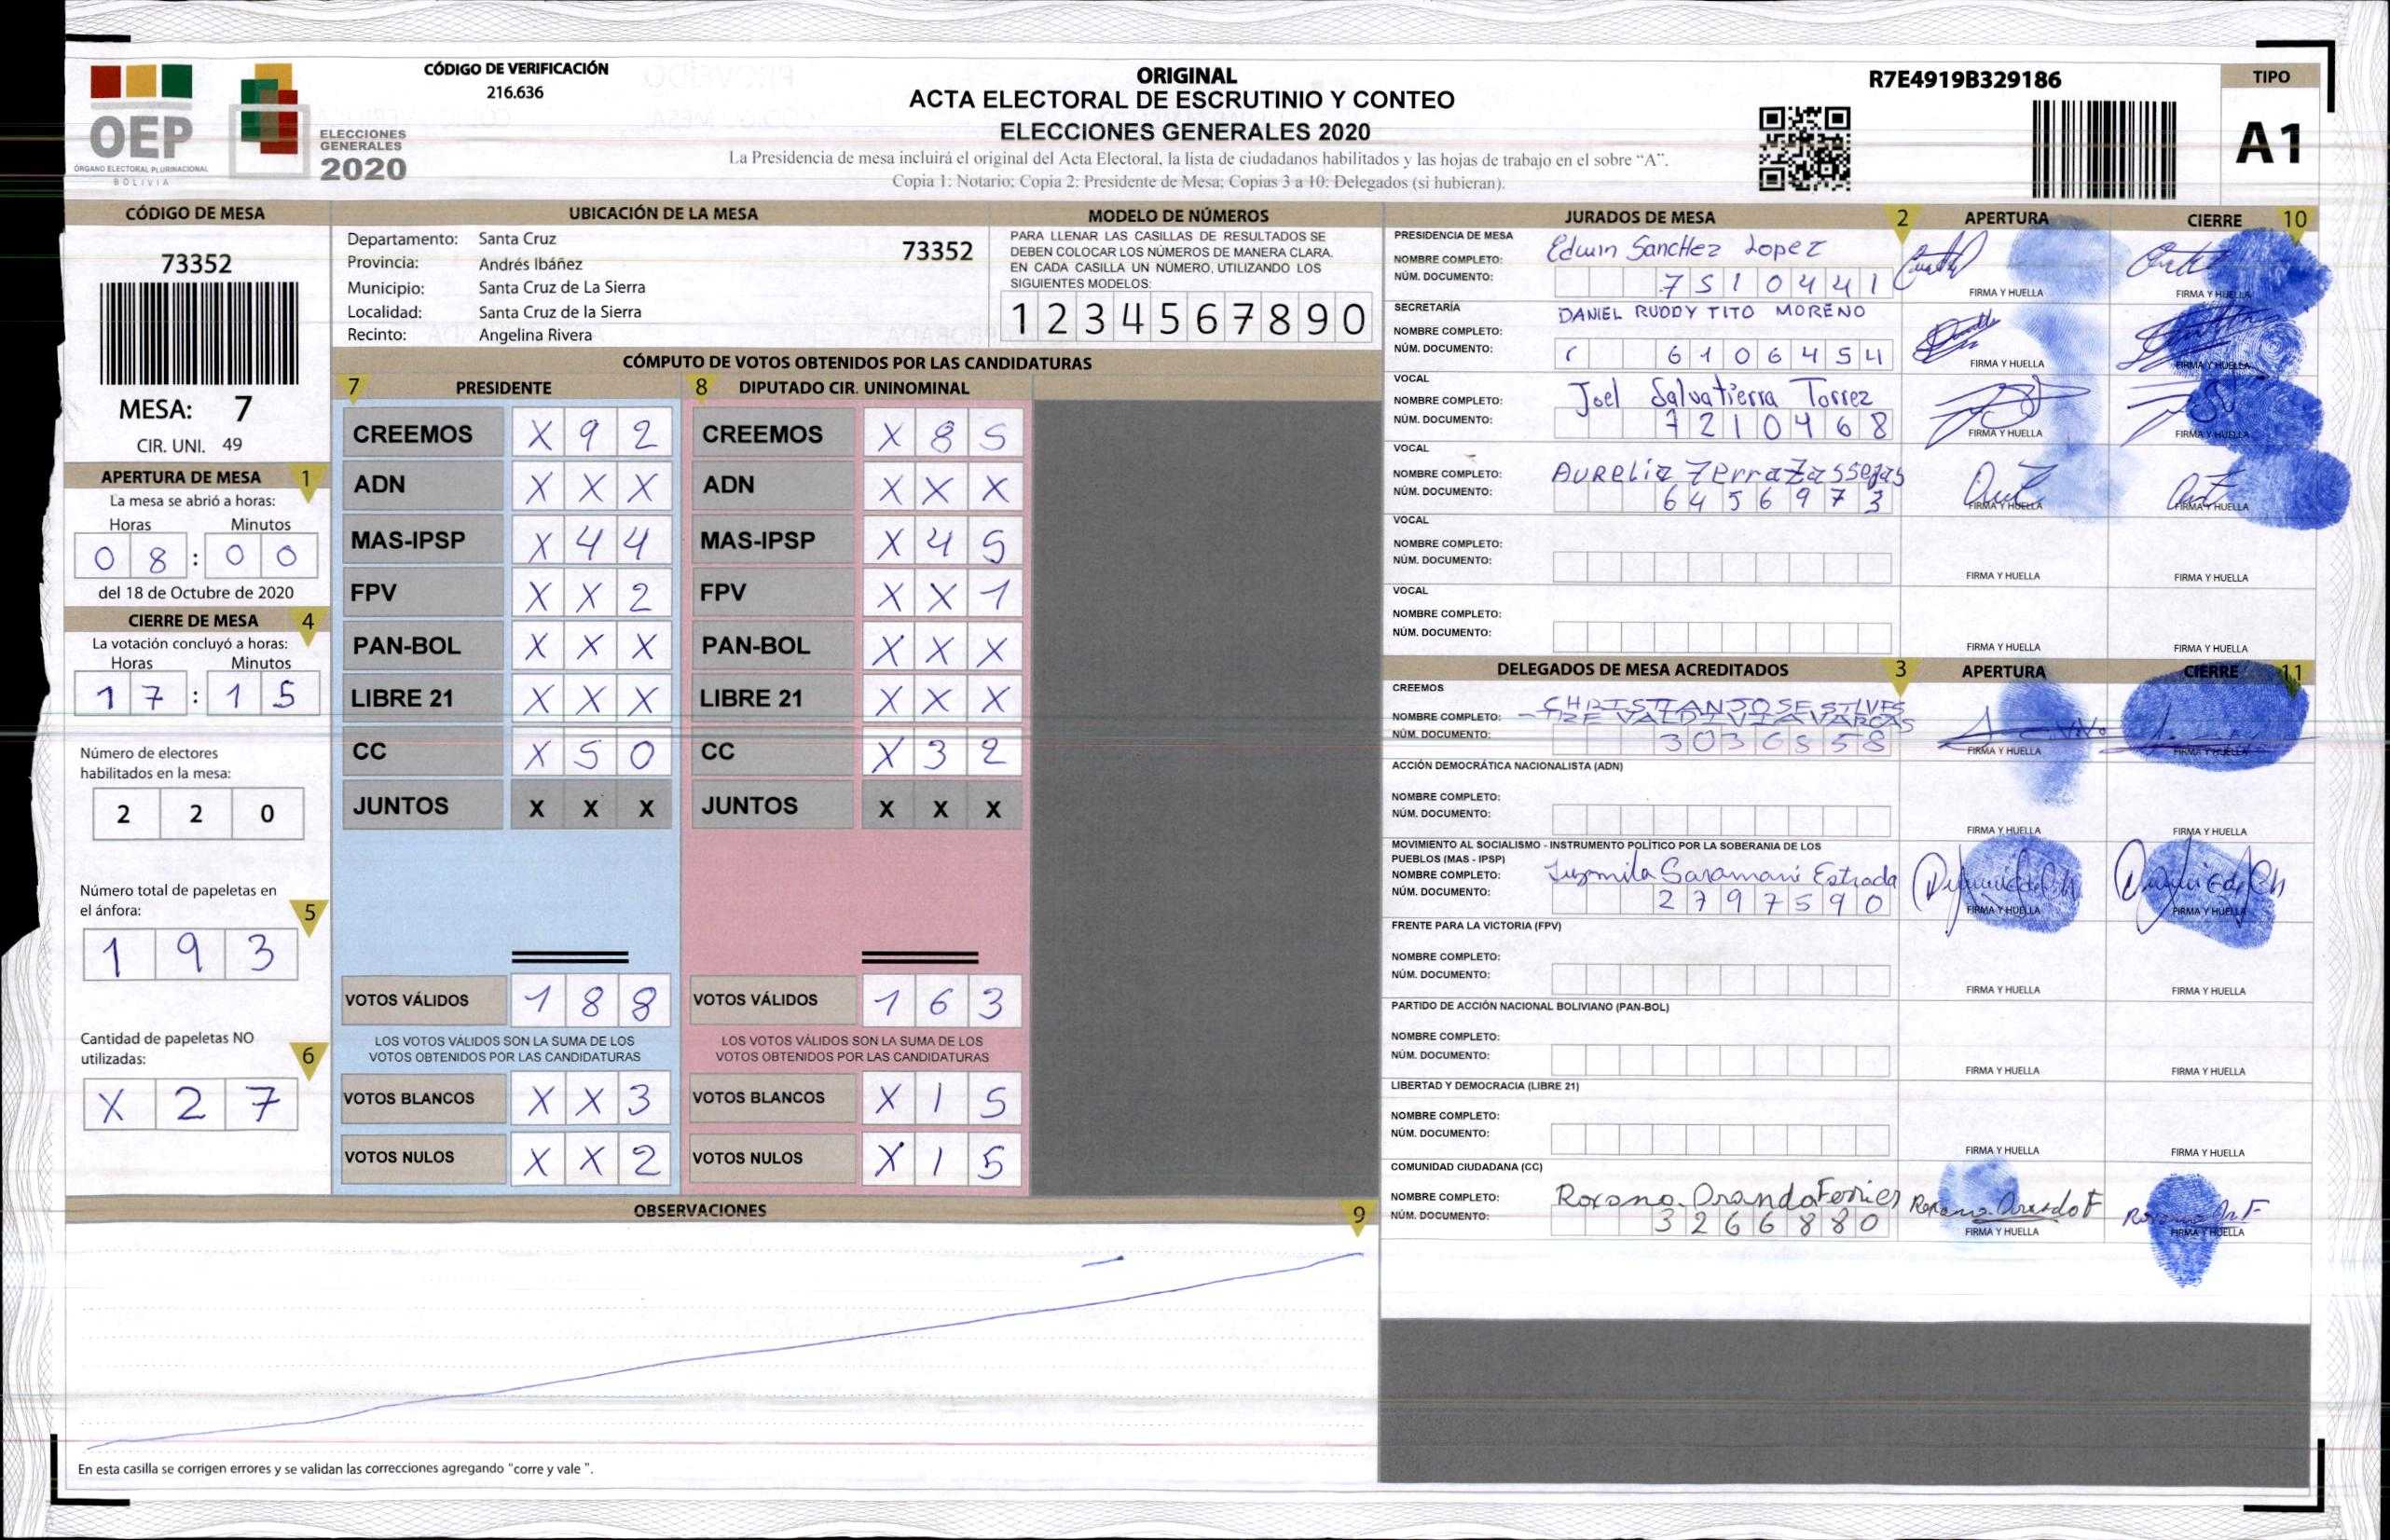 CÓDIGO DE VERIFICACIÓN
216.636
OEP
ÓRGANO ELECTORAL PLURINACIONAL
BOLIVIA
ELECCIONES
GENERALES
2020
ORIGINAL
ACTA ELECTORAL DE ESCRUTINIO Y CONTEO
ELECCIONES GENERALES 2020
La Presidencia de mesa incluirá el original del Acta Electoral, la lista de ciudadanos habilitados y las hojas de trabajo en el sobre "A".
Copia 1: Notario; Copia 2: Presidente de Mesa; Copias 3 a 10: Delegados (si hubieran).
R7E4919B329186
TIPO
A1
CÓDIGO DE MESA
73352
MESA: 7
CIR. UNI. 49
APERTURA DE MESA 1
La mesa se abrió a horas:
Horas Minutos
0 8 : 0 0
del 18 de Octubre de 2020
CIERRE DE MESA 4
La votación concluyó a horas:
Horas Minutos
1 7 : 1 5
Número de electores
habilitados en la mesa:
2 2 0
Número total de papeletas en
el ánfora: 5
1 9 3
Cantidad de papeletas NO
utilizadas: 6
X 2 7
UBICACIÓN DE LA MESA
Departamento: Santa Cruz 73352
Provincia: Andrés Ibáñez
Municipio: Santa Cruz de La Sierra
Localidad: Santa Cruz de la Sierra
Recinto: Angelina Rivera
MODELO DE NÚMEROS
PARA LLENAR LAS CASILLAS DE RESULTADOS SE
DEBEN COLOCAR LOS NÚMEROS DE MANERA CLARA.
EN CADA CASILLA UN NÚMERO, UTILIZANDO LOS
SIGUIENTES MODELOS:
1 2 3 4 5 6 7 8 9 0
CÓMPUTO DE VOTOS OBTENIDOS POR LAS CANDIDATURAS
7 PRESIDENTE 8 DIPUTADO CIR. UNINOMINAL
CREEMOS X 9 2 CREEMOS X 8 5
ADN X X X ADN X X X
MAS-IPSP X 4 4 MAS-IPSP X 4 5
FPV X X 2 FPV X X 1
PAN-BOL X X X PAN-BOL X X X
LIBRE 21 X X X LIBRE 21 X X X
CC X 5 0 CC X 3 2
JUNTOS X X X JUNTOS X X X
VOTOS VÁLIDOS 1 8 8 VOTOS VÁLIDOS 1 6 3
LOS VOTOS VÁLIDOS SON LA SUMA DE LOS LOS VOTOS VÁLIDOS SON LA SUMA DE LOS
VOTOS OBTENIDOS POR LAS CANDIDATURAS VOTOS OBTENIDOS POR LAS CANDIDATURAS
VOTOS BLANCOS X X 3 VOTOS BLANCOS X 1 5
VOTOS NULOS X X 2 VOTOS NULOS X 1 5
OBSERVACIONES 9
En esta casilla se corrigen errores y se validan las correcciones agregando "corre y vale ".
JURADOS DE MESA 2 APERTURA CIERRE 10
PRESIDENCIA DE MESA
NOMBRE COMPLETO: Edwin Sanchez Lopez
NÚM. DOCUMENTO: 7 5 1 0 4 4 1
FIRMA Y HUELLA FIRMA Y HUELLA
SECRETARÍA
NOMBRE COMPLETO: DANIEL RUDDY TITO MORENO
NÚM. DOCUMENTO: 6 1 0 6 4 5 4
FIRMA Y HUELLA FIRMA Y HUELLA
VOCAL
NOMBRE COMPLETO: Joel Salvatierra Torrez
NÚM. DOCUMENTO: 7 2 1 0 4 6 8
FIRMA Y HUELLA FIRMA Y HUELLA
VOCAL
NOMBRE COMPLETO: Aurelia
NÚM. DOCUMENTO: 6 4 5 6 9 7 3
FIRMA Y HUELLA FIRMA Y HUELLA
VOCAL
NOMBRE COMPLETO:
NÚM. DOCUMENTO:
FIRMA Y HUELLA FIRMA Y HUELLA
VOCAL
NOMBRE COMPLETO:
NÚM. DOCUMENTO:
FIRMA Y HUELLA FIRMA Y HUELLA
DELEGADOS DE MESA ACREDITADOS 3 APERTURA CIERRE 11
CREEMOS
CHRISTIAN JOSE SILVES
NOMBRE COMPLETO: -TRE VALDIVIA VARGAS
NÚM. DOCUMENTO: 3 0 3 6 5 5 8
FIRMA Y HUELLA FIRMA Y HUELLA
ACCIÓN DEMOCRÁTICA NACIONALISTA (ADN)
NOMBRE COMPLETO:
NÚM. DOCUMENTO:
FIRMA Y HUELLA FIRMA Y HUELLA
MOVIMIENTO AL SOCIALISMO - INSTRUMENTO POLÍTICO POR LA SOBERANIA DE LOS
PUEBLOS (MAS - IPSP)
NOMBRE COMPLETO: Estrada
NÚM. DOCUMENTO: 2 7 9 7 5 9 0
FIRMA Y HUELLA FIRMA Y HUELLA
FRENTE PARA LA VICTORIA (FPV)
NOMBRE COMPLETO:
NÚM. DOCUMENTO:
FIRMA Y HUELLA FIRMA Y HUELLA
PARTIDO DE ACCIÓN NACIONAL BOLIVIANO (PAN-BOL)
NOMBRE COMPLETO:
NÚM. DOCUMENTO:
FIRMA Y HUELLA FIRMA Y HUELLA
LIBERTAD Y DEMOCRACIA (LIBRE 21)
NOMBRE COMPLETO:
NÚM. DOCUMENTO:
FIRMA Y HUELLA FIRMA Y HUELLA
COMUNIDAD CIUDADANA (CC)
NOMBRE COMPLETO:
NÚM. DOCUMENTO: 3 2 6 6 8 8 0
FIRMA Y HUELLA FIRMA Y HUELLA